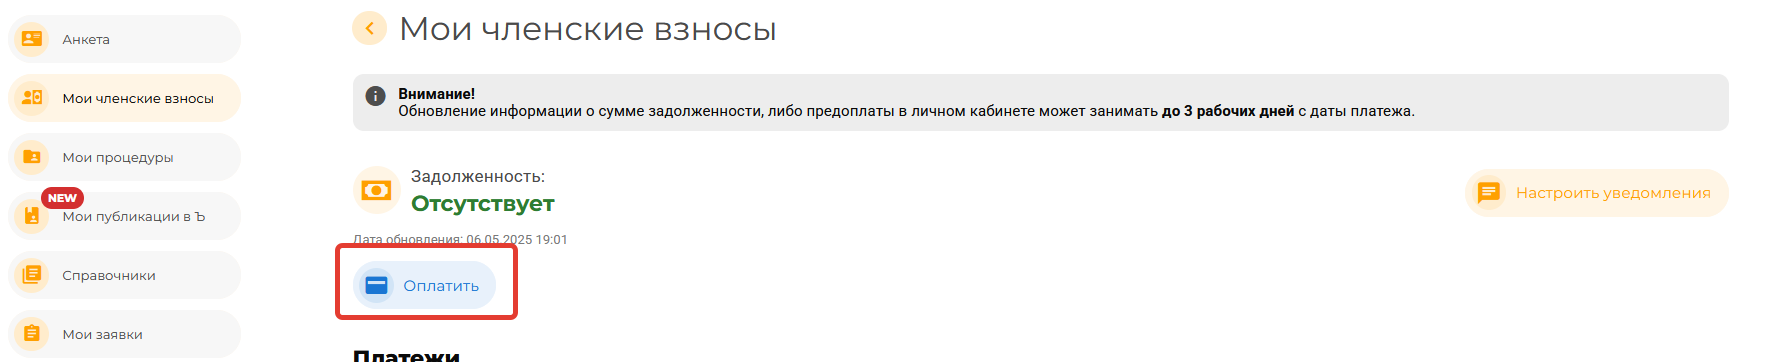 Анкета
Мои членские взносы
Мои процедуры
NEW
Мои публикации в Ъ
Справочники
Мои заявки
Мои членские взносы
Внимание!
Обновление информации о сумме задолженности, либо предоплаты в личном кабинете может занимать до 3 рабочих дней с даты платежа.
Задолженность:
Отсутствует
Настроить уведомления
Дата обновления: 06.05.2025 19:01
Оплатить
Платежи